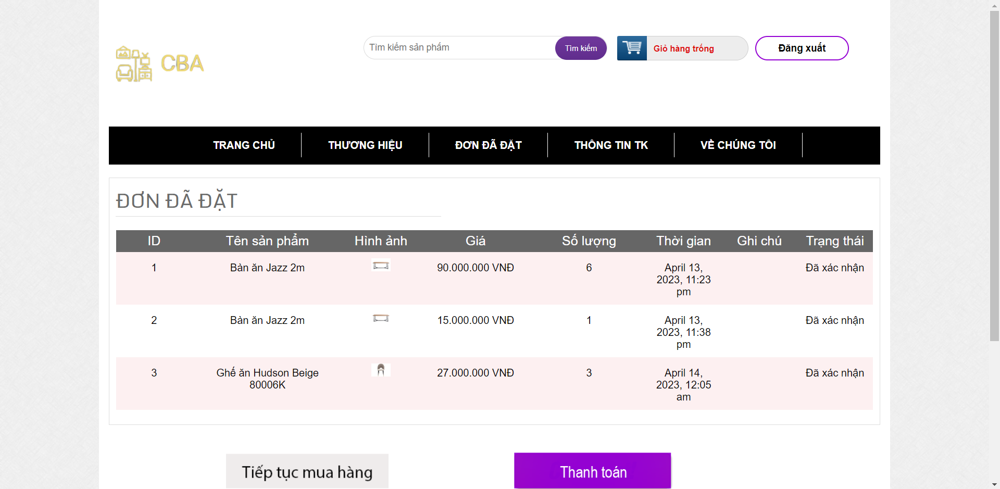 CBA
Tìm kiếm sản phẩm
Tìm kiếm
Giỏ hàng trống
Đăng xuất
TRANG CHỦ
THƯƠNG HIỆU
ĐƠN ĐÃ ĐẶT
THÔNG TIN TK
VỀ CHÚNG TÔI
ĐƠN ĐÃ ĐẶT
ID Tên sản phẩm Hình ảnh Giá Số lượng Thời gian Ghi chú Trạng thái
1 Bàn ăn Jazz 2m 90.000.000 VNĐ 6 April 13, Đã xác nhận
2023, 11:23
pm
2 Bàn ăn Jazz 2m 15.000.000 VNĐ 1 April 13, Đã xác nhận
2023, 11:38
pm
3 Ghế ăn Hudson Beige 27.000.000 VNĐ 3 April 14, Đã xác nhận
80006K 2023, 12:05
am
Tiếp tục mua hàng
Thanh toán